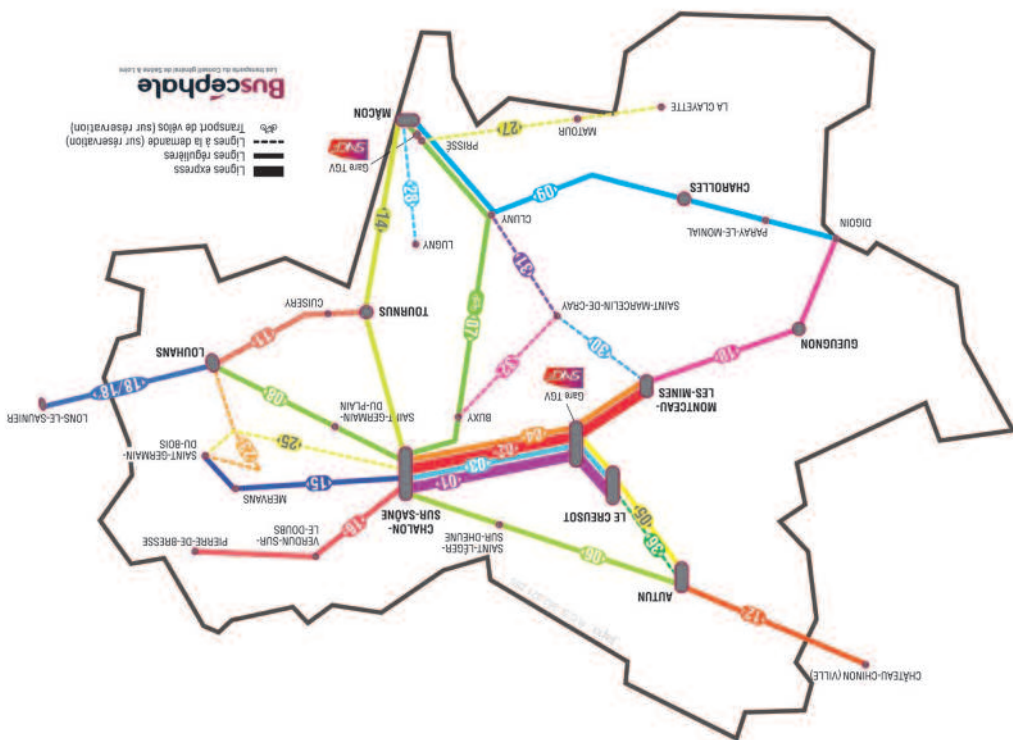 CHÂTEAU-CHINON (VILLE)
12
AUTUN
36
05
06
SAINT-LÉGER-
SUR-DHEUNE
VERDUN-SUR-
LE-DOUBS
PIERRE-DE-BRESSE
16
LE CREUSOT
CHALON-
SUR-SAÔNE
MERVANS
15
01
03
02
24
SAINT-GERMAIN-
DU-BOIS
25
BUXY
SAINT-GERMAIN
DU-PLAIN
08
LONS-LE-SAUNIER
18/18
MONTCEAU-
LES-MINES
Gare TGV
SNCF
GUEUGNON
10
30
32
07
LOUHANS
11
SAINT-MARCELIN-DE-CRAY
TOURNUS
CUISERY
31
DIGOIN
PARAY-LE-MONIAL
CHAROLLES
09
CLUNY
LUGNY
14
28
PRISSÉ
Gare TGV
SNCF
LA CLAYETTE
MATOUR
27
MÂCON
Lignes express
Lignes régulières
Lignes à la demande (sur réservation)
Transport de vélos (sur réservation)
Buscéphale
Les transports du Conseil général de Saône & Loire